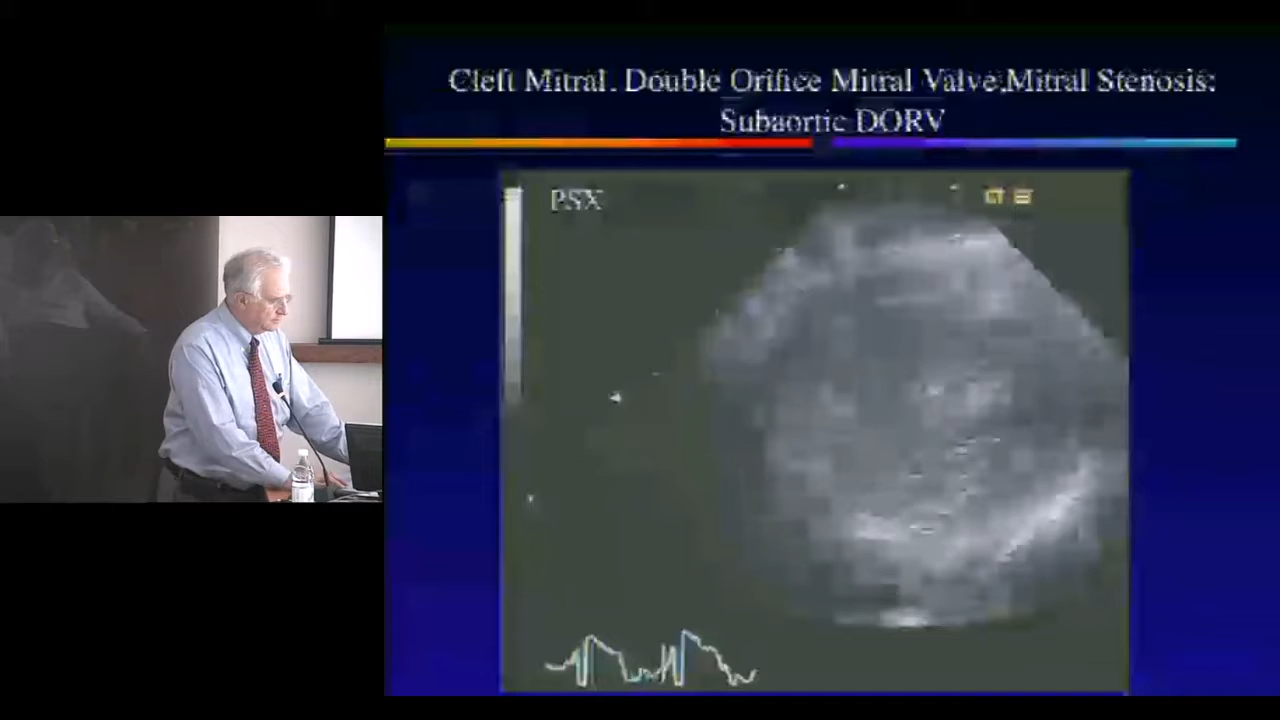 Cleft Mitral. Double Orifice Mitral Valve,Mitral Stenosis:
Subaortic DORV
PSX